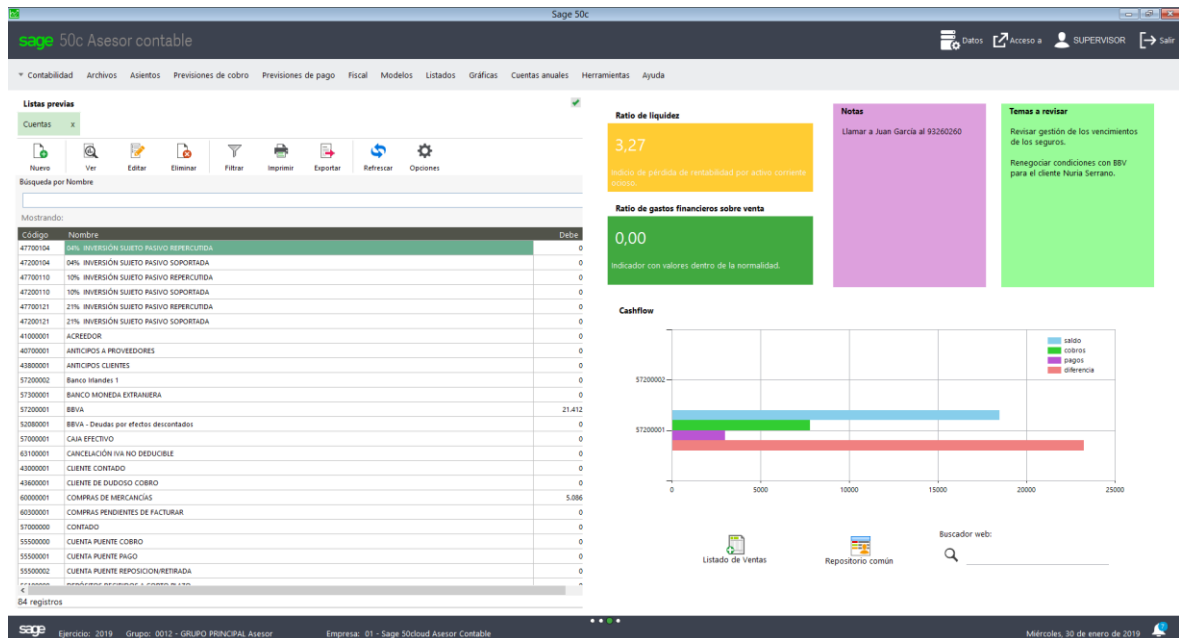 Sage 50c
sage 50c Asesor contable
Datos
Acceso a
SUPERVISOR
Salir
Contabilidad Archivos Asientos Previsiones de cobro Previsiones de pago Fiscal Modelos Listados Gráficas Cuentas anuales Herramientas Ayuda
Listas previas
Cuentas x
Nuevo Ver Editar Eliminar Filtrar Imprimir Exportar Refrescar Opciones
Búsqueda por Nombre
Mostrando:
Código Nombre Debe
47700104 04% INVERSIÓN SUJETO PASIVO REPERCUTIDA 0
47200104 04% INVERSIÓN SUJETO PASIVO SOPORTADA 0
47700110 10% INVERSIÓN SUJETO PASIVO REPERCUTIDA 0
47200110 10% INVERSIÓN SUJETO PASIVO SOPORTADA 0
47700121 21% INVERSIÓN SUJETO PASIVO REPERCUTIDA 0
47200121 21% INVERSIÓN SUJETO PASIVO SOPORTADA 0
41000001 ACREEDOR 0
40700001 ANTICIPOS A PROVEEDORES 0
43800001 ANTICIPOS CLIENTES 0
57200002 Banco Irlandes 1 0
57300001 BANCO MONEDA EXTRANJERA 0
57200001 BBVA 21.412
52080001 BBVA - Deudas por efectos descontados 0
57000001 CAJA EFECTIVO 0
63100001 CANCELACIÓN IVA NO DEDUCIBLE 0
43000001 CLIENTE CONTADO 0
43600001 CLIENTE DE DUDOSO COBRO 0
60000001 COMPRAS DE MERCANCÍAS 5.086
60300001 COMPRAS PENDIENTES DE FACTURAR 0
57000000 CONTADO 0
55500000 CUENTA PUENTE COBRO 0
55500001 CUENTA PUENTE PAGO 0
55500002 CUENTA PUENTE REPOSICION/RETIRADA 0
84 registros
Ratio de liquidez
3,27
Indicio de pérdida de rentabilidad por activo corriente
ocioso.
Ratio de gastos financieros sobre venta
0,00
Indicador con valores dentro de la normalidad.
Notas
Llamar a Juan García al 93260260
Temas a revisar
Revisar gestión de los vencimientos
de los seguros.
Renegociar condiciones con BBV
para el cliente Nuria Serrano.
Cashflow
saldo
cobros
pagos
diferencia
57200002
57200001
0 5000 10000 15000 20000 25000
Listado de Ventas
Repositorio común
Buscador web:
sage Ejercicio: 2019 Grupo: 0012 - GRUPO PRINCIPAL Asesor Empresa: 01 - Sage 50cloud Asesor Contable Miércoles, 30 de enero de 2019